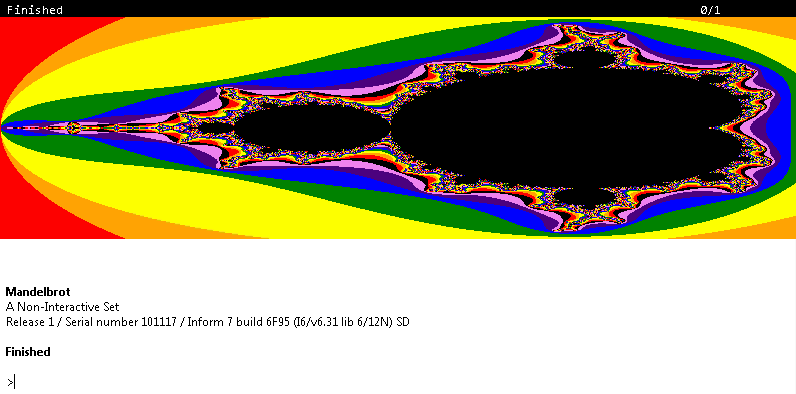 Finished 0/1
Mandelbrot
A Non-Interactive Set
Release 1 / Serial number 101117 / Inform 7 build 6F95 (I6/v6.31 lib 6/12N) SD
Finished
>